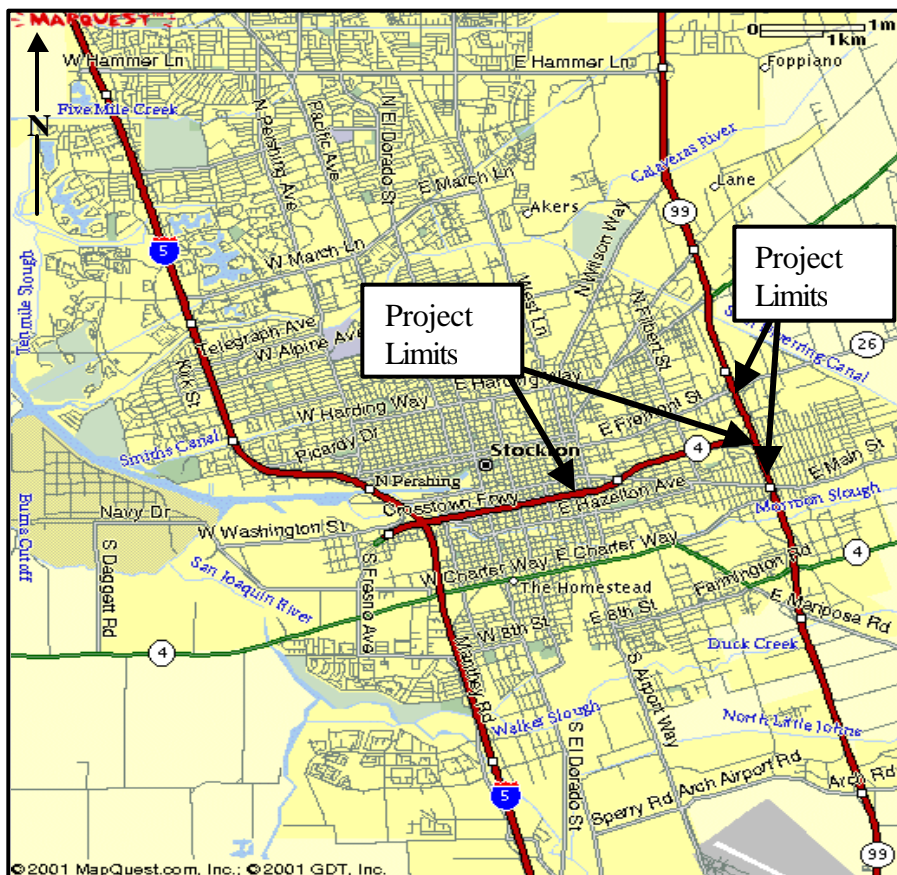 MAPQUEST
0 1m
1km
W Hammer Ln
E Hammer Ln
Foppiano
N
Five Mile Creek
N Pershing Ave
Pacific Ave
N El Dorado St
Calaveras River
E March Ln
Lane
Akers
99
5
N Wilson Way
Tenmile Slough
W March Ln
Project
Limits
Project
Limits
West Ln
N Filbert St
Telegraph Ave
W Alpine Ave
26
Kirk St
E Harding Way
W Harding Way
E Fremont St
Picardy Dr
Smiths Canal
4
Stockton
E Main St
N Pershing
Crosstown Frwy
E Hazelton Ave
Mormon Slough
Navy Dr
W Washington St
Burns Cutoff
S Daggett Rd
San Joaquin River
S Fresno Ave
W Charter Way
E Charter Way
Farmington Rd
4
The Homestead
E 8th St
E Mariposa Rd
W 8th St
Duck Creek
4
Manthey Rd
S Airport Way
Walker Slough
North Little Johns
S El Dorado St
Arch Airport Rd
Arch Rd
Sperry Rd
5
99
©2001 MapQuest.com, Inc.; ©2001 GDT, Inc.